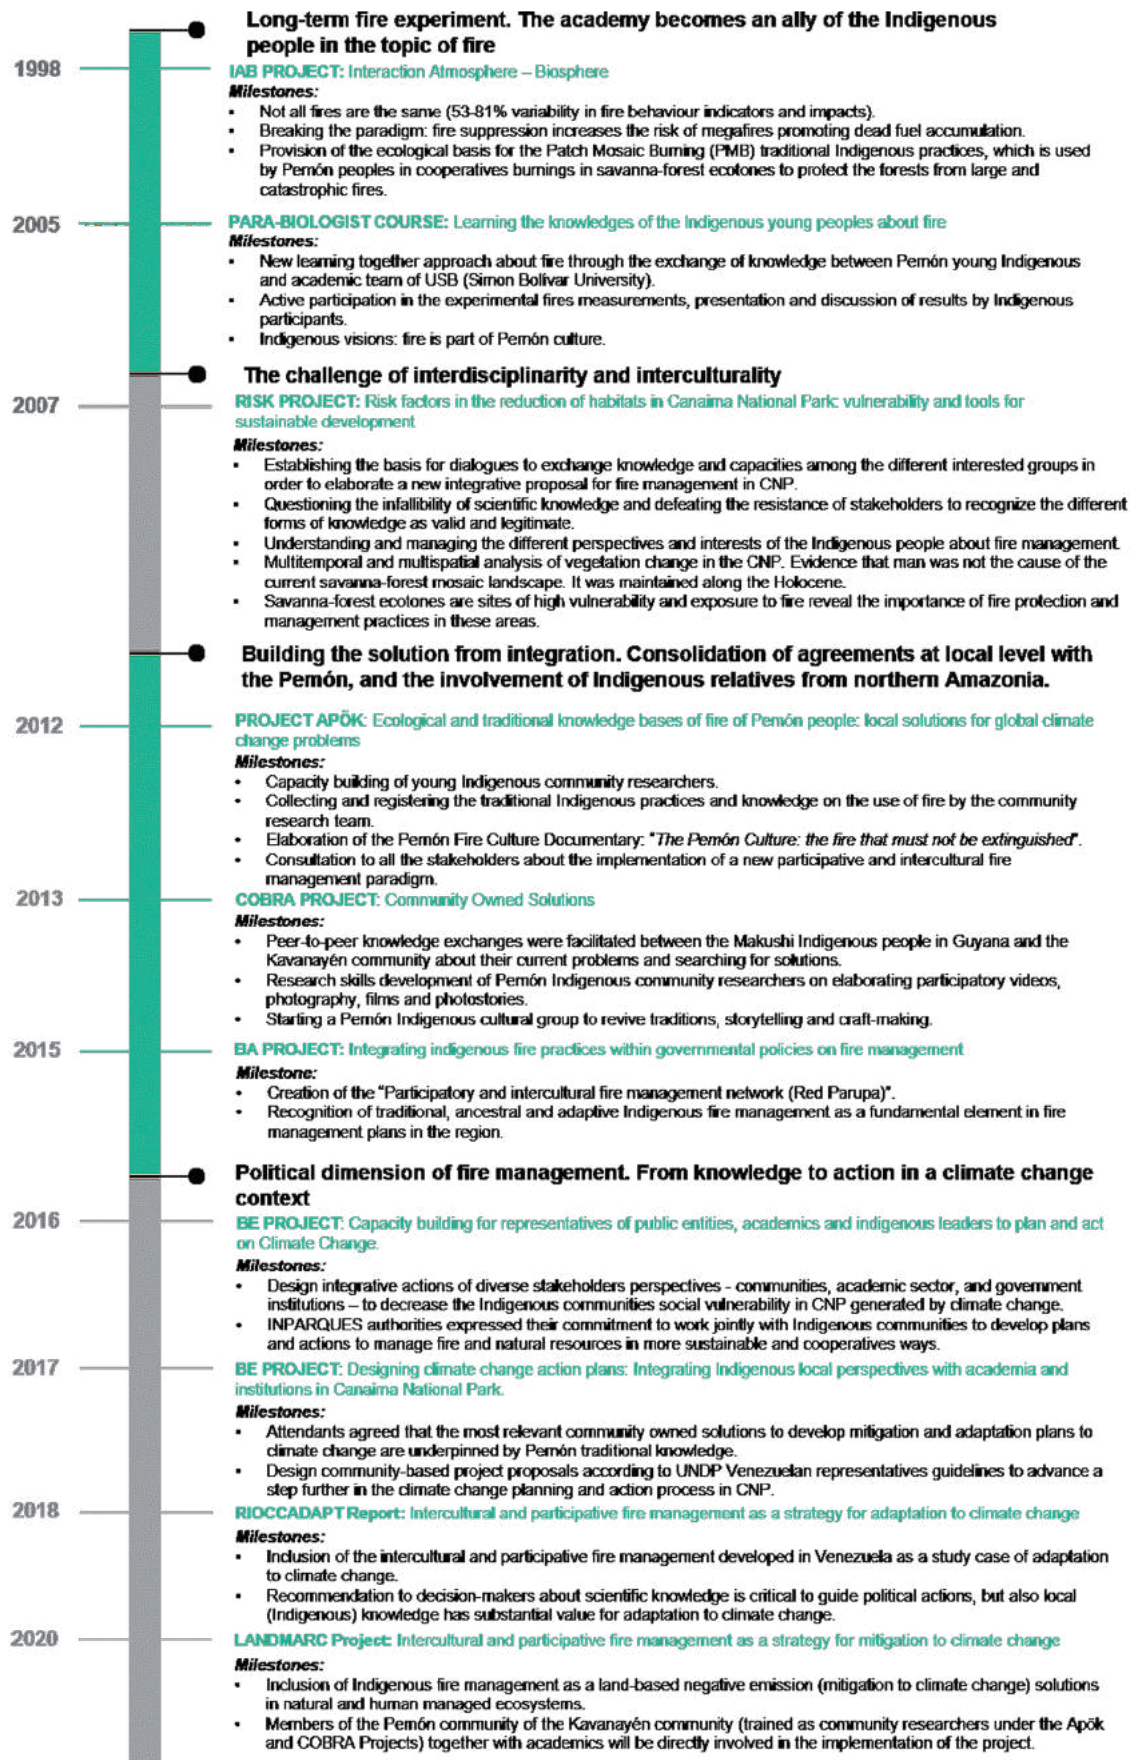 Long-term fire experiment. The academy becomes an ally of the Indigenous
people in the topic of fire
1998
IAB PROJECT: Interaction Atmosphere – Biosphere
Milestones:
▪ Not all fires are the same (53-81% variability in fire behaviour indicators and impacts).
▪ Breaking the paradigm: fire suppression increases the risk of megafires promoting dead fuel accumulation.
▪ Provision of the ecological basis for the Patch Mosaic Burning (PMB) traditional Indigenous practices, which is used
by Pemón peoples in cooperatives burnings in savanna-forest ecotones to protect the forests from large and
catastrophic fires.
2005
PARA-BIOLOGIST COURSE: Learning the knowledges of the Indigenous young peoples about fire
Milestones:
▪ New learning together approach about fire through the exchange of knowledge between Pemón young Indigenous
and academic team of USB (Simon Bolívar University).
▪ Active participation in the experimental fires measurements, presentation and discussion of results by Indigenous
participants.
▪ Indigenous visions: fire is part of Pemón culture.
The challenge of interdisciplinarity and interculturality
2007
RISK PROJECT: Risk factors in the reduction of habitats in Canaima National Park: vulnerability and tools for
sustainable development
Milestones:
▪ Establishing the basis for dialogues to exchange knowledge and capacities among the different interested groups in
order to elaborate a new integrative proposal for fire management in CNP.
▪ Questioning the infallibility of scientific knowledge and defeating the resistance of stakeholders to recognize the different
forms of knowledge as valid and legitimate.
▪ Understanding and managing the different perspectives and interests of the Indigenous people about fire management.
▪ Multitemporal and multispatial analysis of vegetation change in the CNP. Evidence that man was not the cause of the
current savanna-forest mosaic landscape. It was maintained along the Holocene.
▪ Savanna-forest ecotones are sites of high vulnerability and exposure to fire reveal the importance of fire protection and
management practices in these areas.
Building the solution from integration. Consolidation of agreements at local level with
the Pemón, and the involvement of Indigenous relatives from northern Amazonia.
2012
PROJECT APÖK: Ecological and traditional knowledge bases of fire of Pemón people: local solutions for global climate
change problems
Milestones:
• Capacity building of young Indigenous community researchers.
• Collecting and registering the traditional Indigenous practices and knowledge on the use of fire by the community
research team.
• Elaboration of the Pemón Fire Culture Documentary: "The Pemón Culture: the fire that must not be extinguished".
• Consultation to all the stakeholders about the implementation of a new participative and intercultural fire
management paradigm.
2013
COBRA PROJECT: Community Owned Solutions
Milestones:
• Peer-to-peer knowledge exchanges were facilitated between the Makushi Indigenous people in Guyana and the
Kavanayén community about their current problems and searching for solutions.
• Research skills development of Pemón Indigenous community researchers on elaborating participatory videos,
photography, films and photostories.
• Starting a Pemón Indigenous cultural group to revive traditions, storytelling and craft-making.
2015
BA PROJECT: Integrating indigenous fire practices within governmental policies on fire management
Milestone:
• Creation of the "Participatory and intercultural fire management network (Red Parupa)".
• Recognition of traditional, ancestral and adaptive Indigenous fire management as a fundamental element in fire
management plans in the region.
Political dimension of fire management. From knowledge to action in a climate change
context
2016
BE PROJECT: Capacity building for representatives of public entities, academics and indigenous leaders to plan and act
on Climate Change.
Milestones:
• Design integrative actions of diverse stakeholders perspectives - communities, academic sector, and government
institutions – to decrease the Indigenous communities social vulnerability in CNP generated by climate change.
• INPARQUES authorities expressed their commitment to work jointly with Indigenous communities to develop plans
and actions to manage fire and natural resources in more sustainable and cooperatives ways.
2017
BE PROJECT: Designing climate change action plans: Integrating Indigenous local perspectives with academia and
institutions in Canaima National Park.
Milestones:
▪ Attendants agreed that the most relevant community owned solutions to develop mitigation and adaptation plans to
climate change are underpinned by Pemón traditional knowledge.
▪ Design community-based project proposals according to UNDP Venezuelan representatives guidelines to advance a
step further in the climate change planning and action process in CNP.
2018
RIOCCADAPT Report: Intercultural and participative fire management as a strategy for adaptation to climate change
Milestones:
▪ Inclusion of the intercultural and participative fire management developed in Venezuela as a study case of adaptation
to climate change.
▪ Recommendation to decision-makers about scientific knowledge is critical to guide political actions, but also local
(Indigenous) knowledge has substantial value for adaptation to climate change.
2020
LANDMARC Project: Intercultural and participative fire management as a strategy for mitigation to climate change
Milestones:
• Inclusion of Indigenous fire management as a land-based negative emission (mitigation to climate change) solutions
in natural and human managed ecosystems.
• Members of the Pemón community of the Kavanayén community (trained as community researchers under the Apök
and COBRA Projects) together with academics will be directly involved in the implementation of the project.